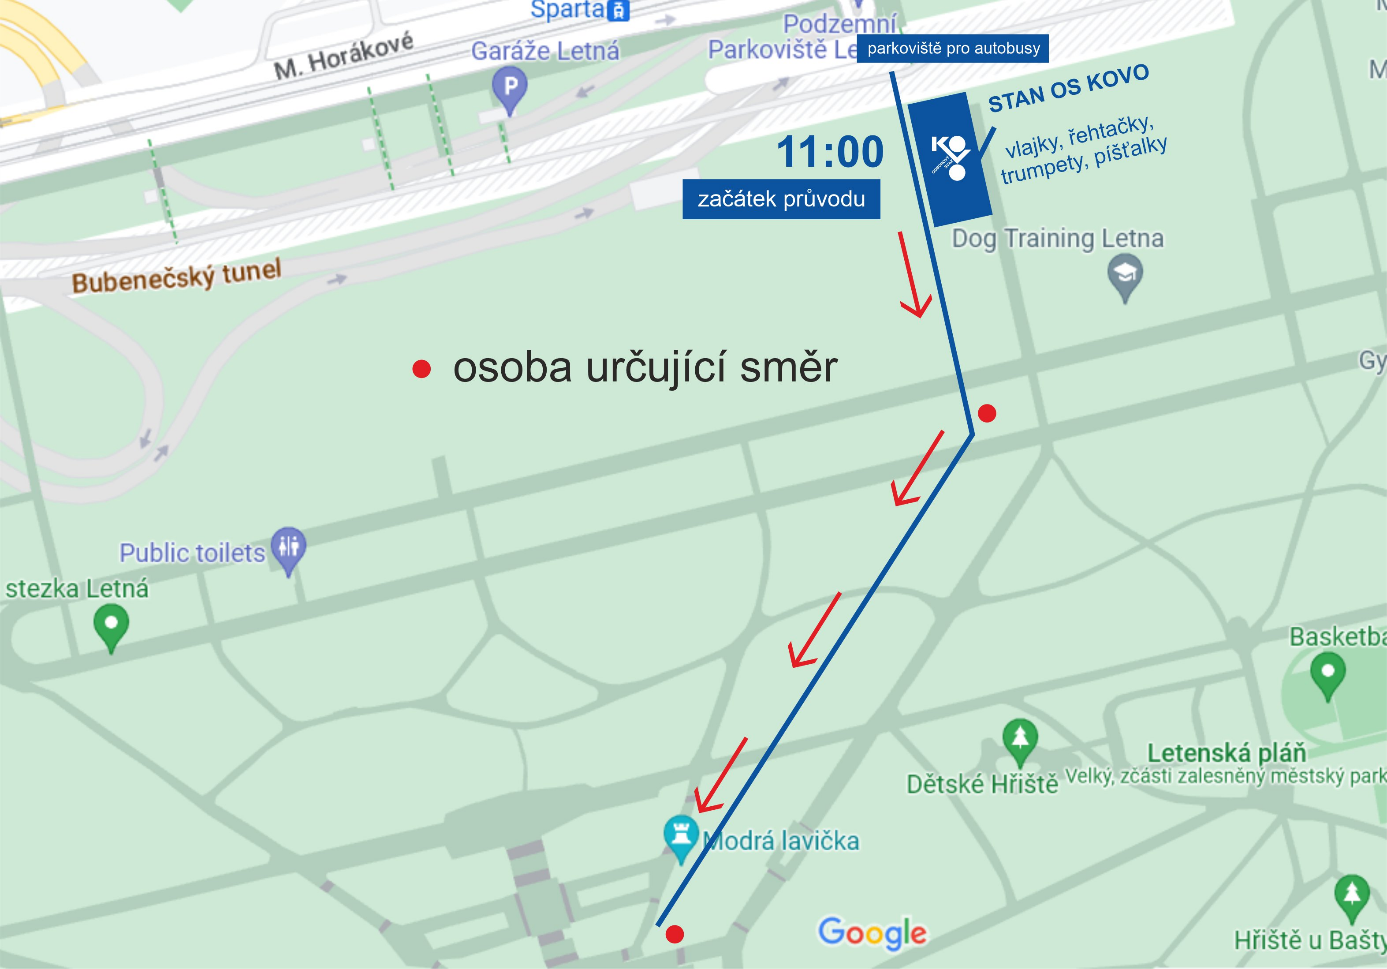 Sparta
M. Horákové
Garáže Letná
P
Podzemní
Parkoviště Le
parkoviště pro autobusy
STAN OS KOVO
vlajky, řehtačky,
trumpety, píšťalky
11:00
začátek průvodu
Dog Training Letna
Bubenečský tunel
osoba určující směr
Gy
Public toilets
stezka Letná
Basketba
Letenská pláň
Velký, zčásti zalesněný městský park
Dětské Hřiště
Modrá lavička
Google
Hřiště u Bašty